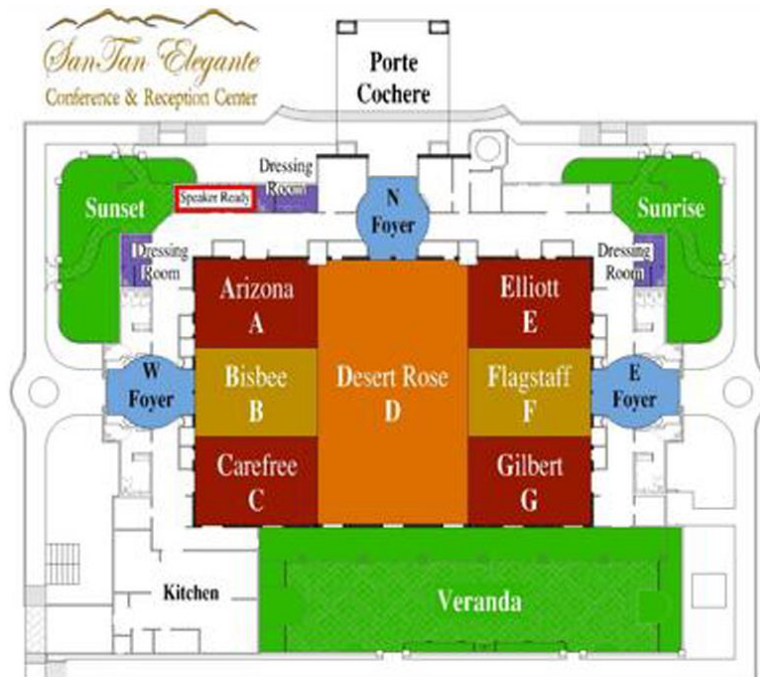 SanTan Elegante
Conference & Reception Center
Porte
Cochere
Dressing
Room
Speaker Ready
Sunset
N
Foyer
Sunrise
Dressing
Room
Dressing
Room
Arizona
A
Elliott
E
W
Foyer
Bisbee
B
Desert Rose
D
Flagstaff
F
E
Foyer
Carefree
C
Gilbert
G
Kitchen
Veranda